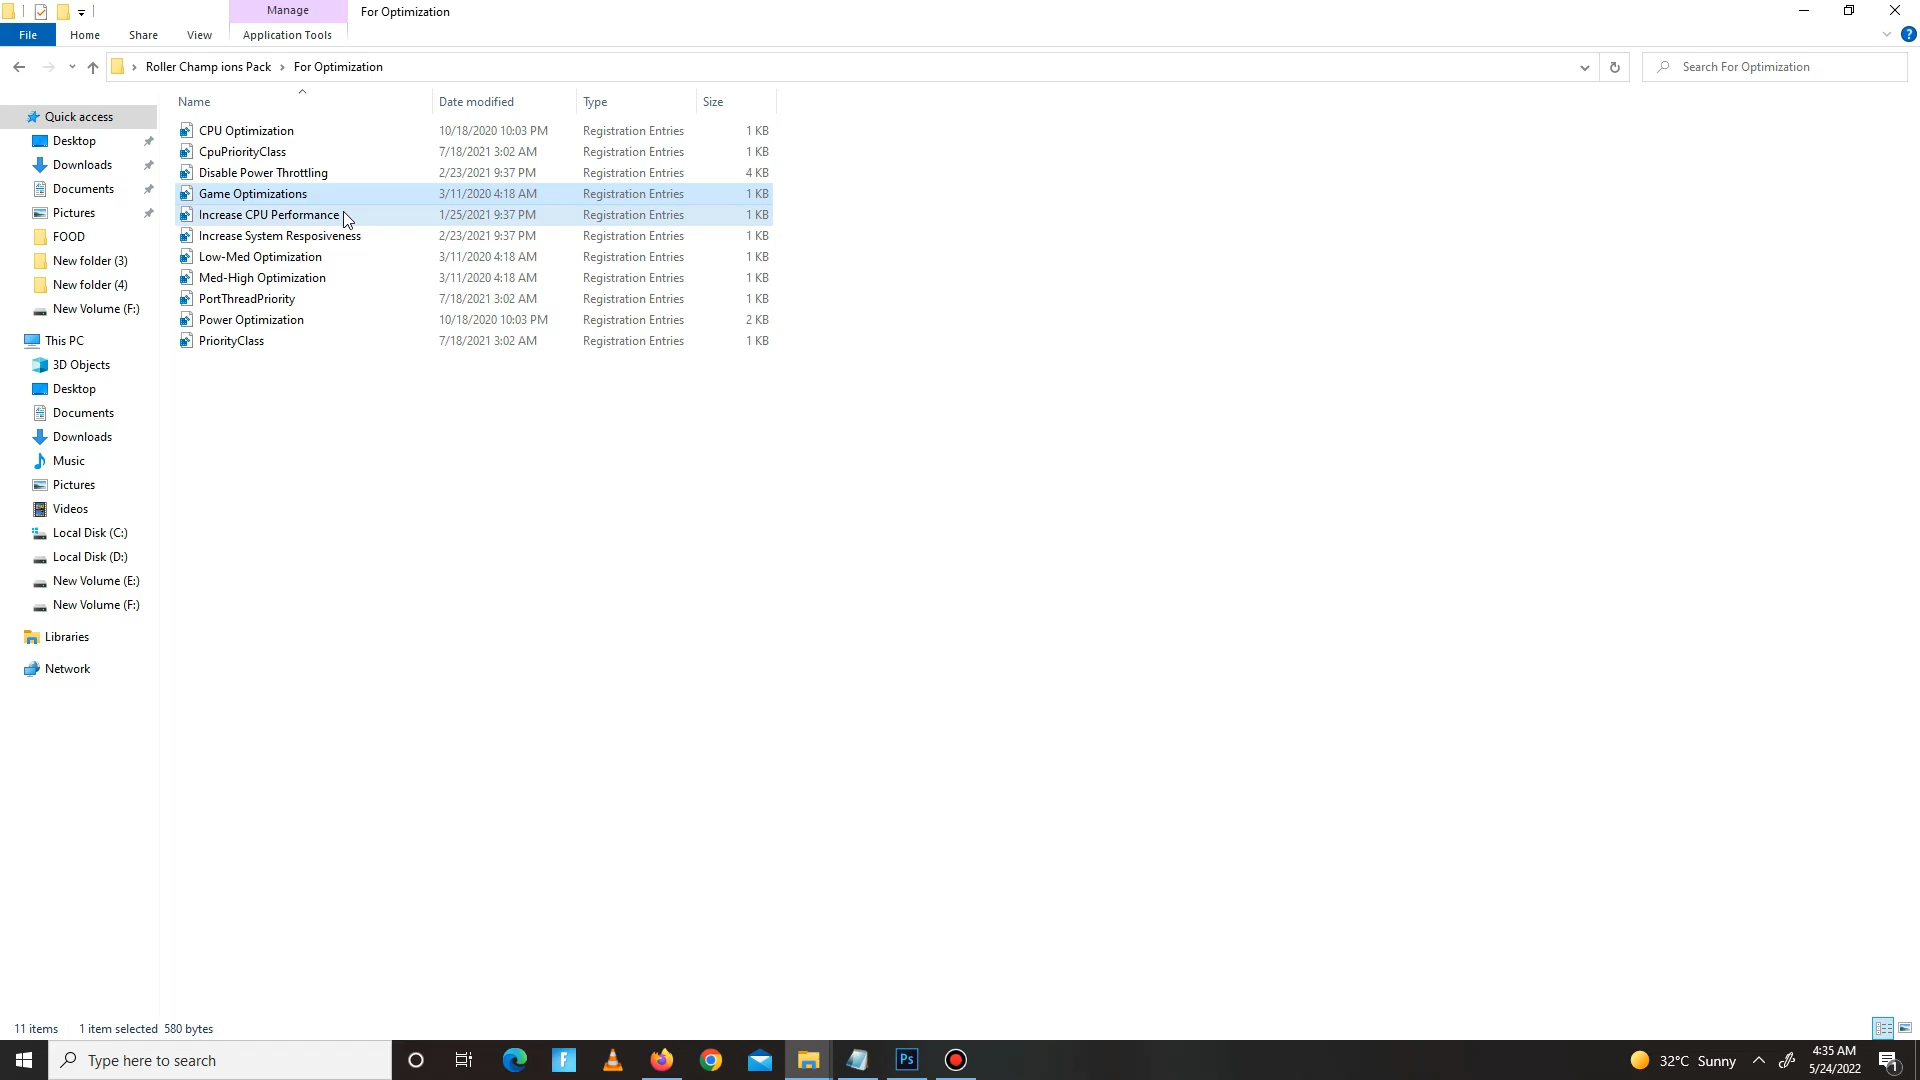 Manage
For Optimization
File
Home
Share
View
Application Tools
Roller Champ ions Pack
For Optimization
Search For Optimization
Name
Date modified
Type
Size
CPU Optimization 10/18/2020 10:03 PM Registration Entries 1 KB
CpuPriorityClass 7/18/2021 3:02 AM Registration Entries 1 KB
Disable Power Throttling 2/23/2021 9:37 PM Registration Entries 4 KB
Game Optimizations 3/11/2020 4:18 AM Registration Entries 1 KB
Increase CPU Performance 1/25/2021 9:37 PM Registration Entries 1 KB
Increase System Resposiveness 2/23/2021 9:37 PM Registration Entries 1 KB
Low-Med Optimization 3/11/2020 4:18 AM Registration Entries 1 KB
Med-High Optimization 3/11/2020 4:18 AM Registration Entries 1 KB
PortThreadPriority 7/18/2021 3:02 AM Registration Entries 1 KB
Power Optimization 10/18/2020 10:03 PM Registration Entries 2 KB
PriorityClass 7/18/2021 3:02 AM Registration Entries 1 KB
Quick access
Desktop
Downloads
Documents
Pictures
FOOD
New folder (3)
New folder (4)
New Volume (F:)
This PC
3D Objects
Desktop
Documents
Downloads
Music
Pictures
Videos
Local Disk (C:)
Local Disk (D:)
New Volume (E:)
New Volume (F:)
Libraries
Network
11 items
1 item selected 580 bytes
Type here to search
Ps
32°C Sunny
4:35 AM
5/24/2022
1